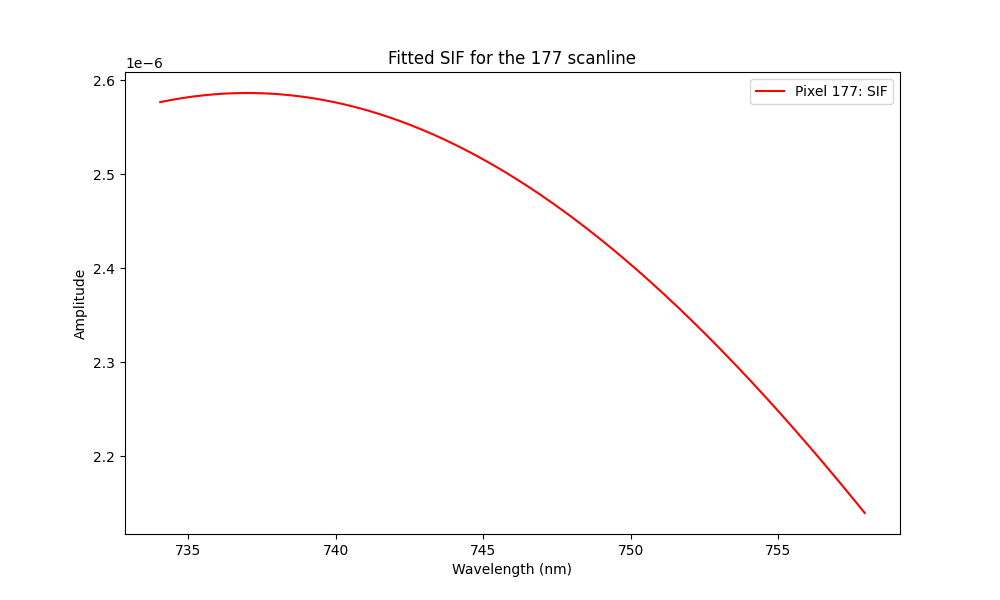 Fitted SIF for the 177 scanline
1e−6
Pixel 177: SIF
2.6
2.5
2.4
2.3
2.2
Amplitude
735 740 745 750 755
Wavelength (nm)